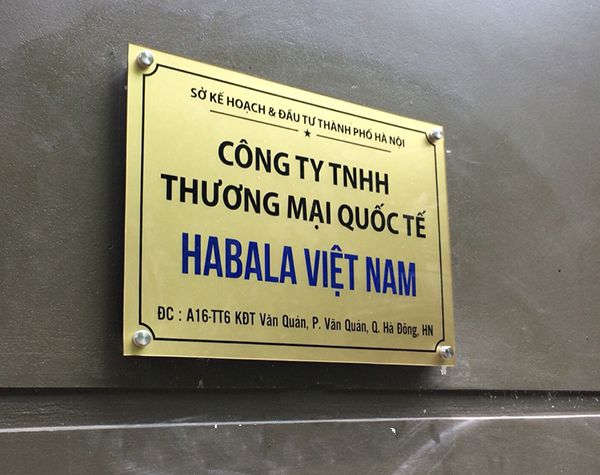 SỞ KẾ HOẠCH & ĐẦU TƯ THÀNH PHỐ HÀ NỘI
CÔNG TY TNHH
THƯƠNG MẠI QUỐC TẾ
HABALA VIỆT NAM
ĐC : A16-TT6 KĐT Văn Quán, P. Văn Quán, Q. Hà Đông, HN